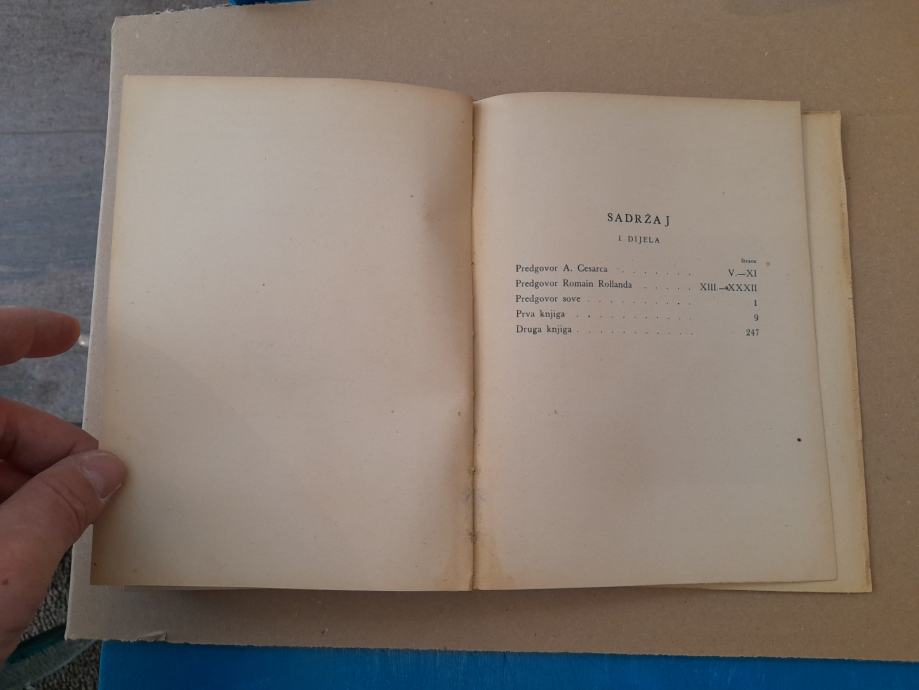 SADRŽAJ
I DIJELA
Strana
Predgovor A. Cesarca . . . . . . . V.—XI
Predgovor Romain Rollanda . . . . . XIII.—XXXII
Predgovor sove . . . . . . . . . . 1
Prva knjiga . . . . . . . . . . . 9
Druga knjiga . . . . . . . . . . . 247